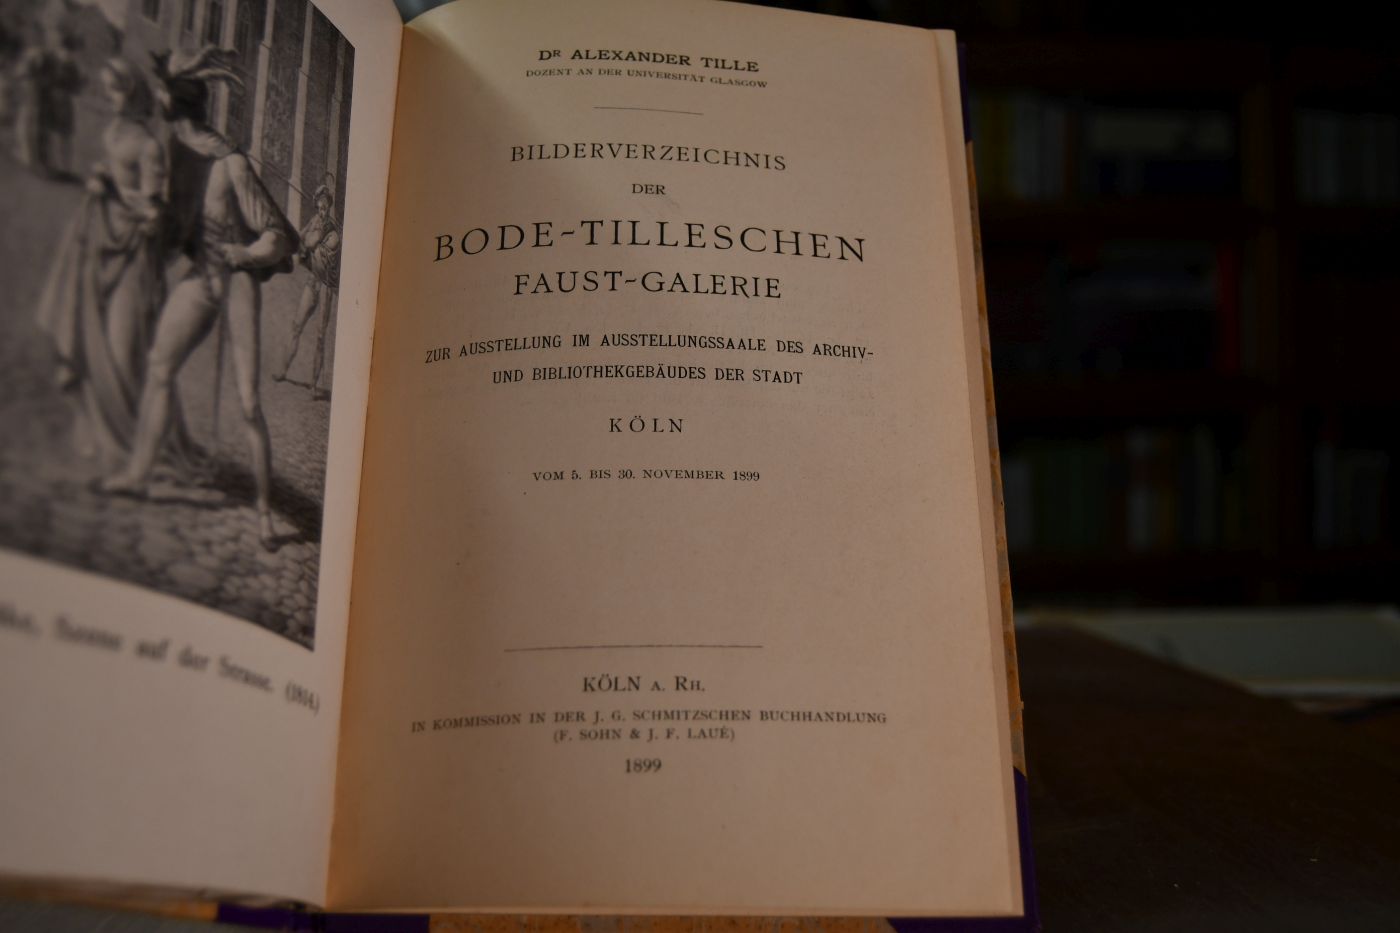 auf der Strasse. (1814.)
DR ALEXANDER TILLE
DOZENT AN DER UNIVERSITÄT GLASGOW
BILDERVERZEICHNIS
DER
BODE-TILLESCHEN
FAUST-GALERIE
ZUR AUSSTELLUNG IM AUSSTELLUNGSSAALE DES ARCHIV-
UND BIBLIOTHEKGEBÄUDES DER STADT
KÖLN
VOM 5. BIS 30. NOVEMBER 1899
KÖLN A. RH.
IN KOMMISSION IN DER J. G. SCHMITZSCHEN BUCHHANDLUNG
(F. SOHN & J. F. LAUÉ)
1899